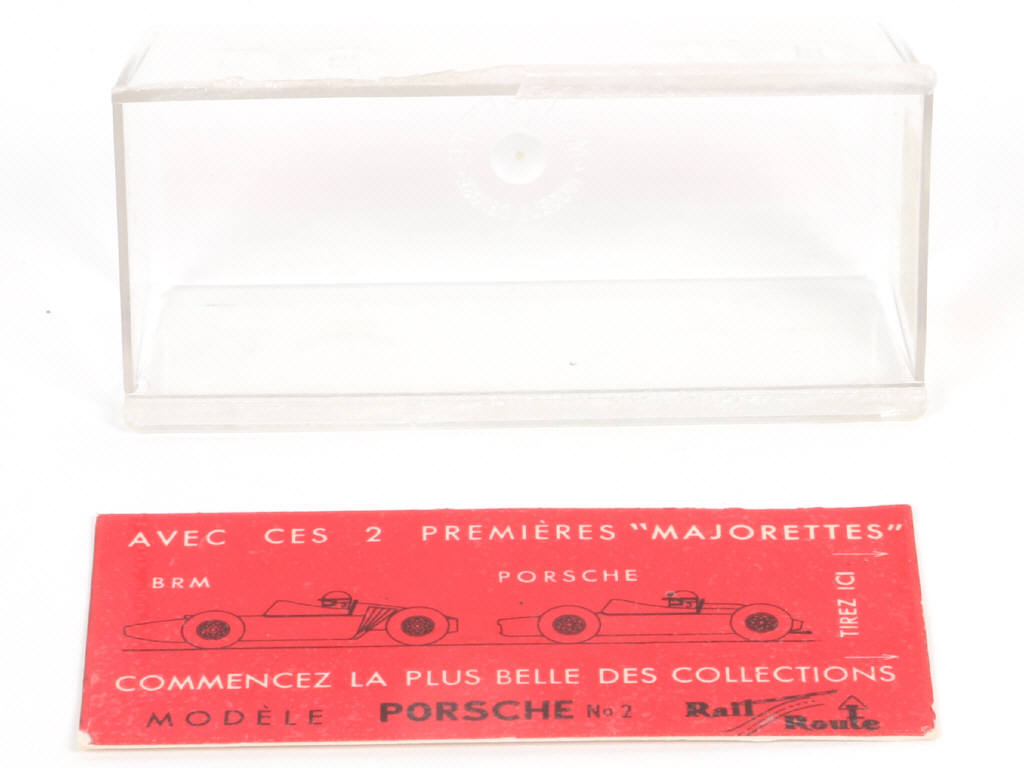 AVEC CES 2 PREMIÈRES "MAJORETTES"
BRM PORSCHE
TIREZ ICI
COMMENCEZ LA PLUS BELLE DES COLLECTIONS
MODÈLE PORSCHE No 2 Rail Route